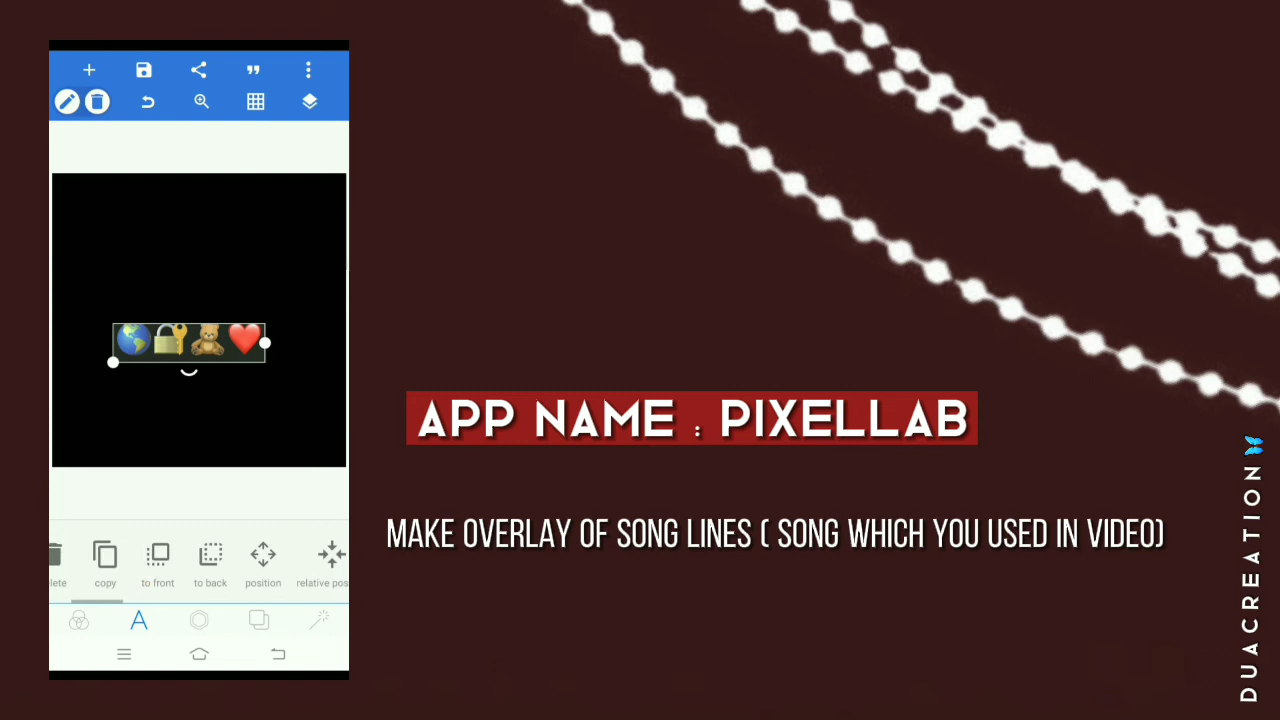 lete
copy
to front
to back
position
relative pos
APP NAME : PIXELLAB
MAKE OVERLAY OF SONG LINES ( SONG WHICH YOU USED IN VIDEO)
DUACREATION🦋